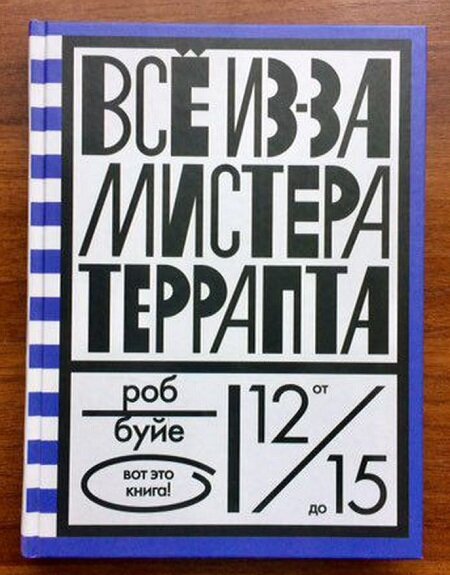 ВСЁ ИЗ-ЗА
МИСТЕРА
ТЕРРАПТА
роб
буйе
вот это
книга!
от
12
до 15